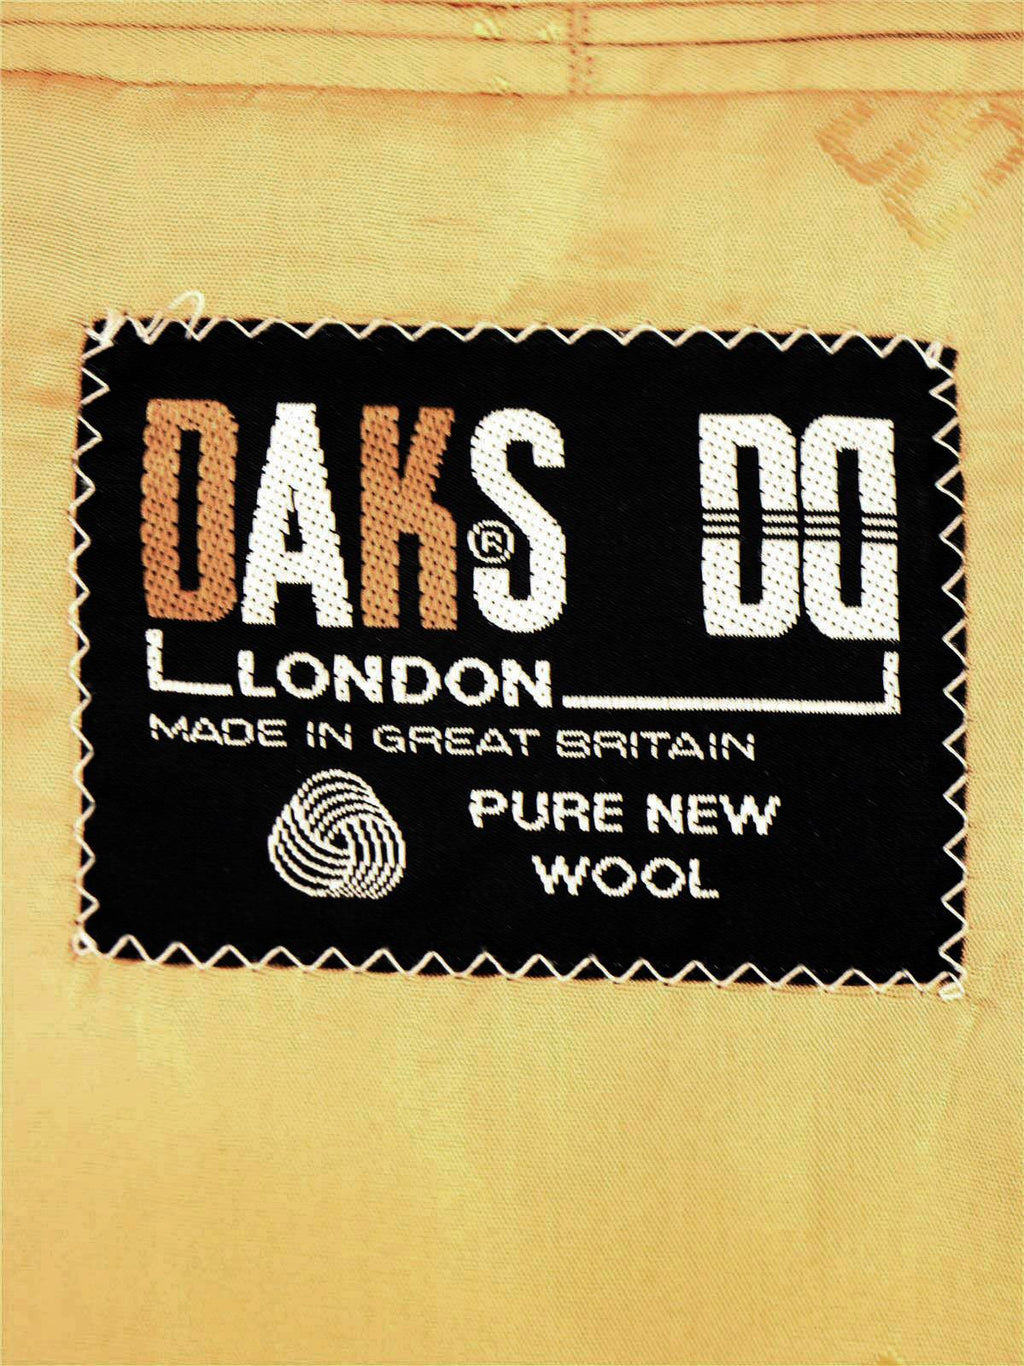 DAKS® DD
LONDON
MADE IN GREAT BRITAIN
PURE NEW
WOOL